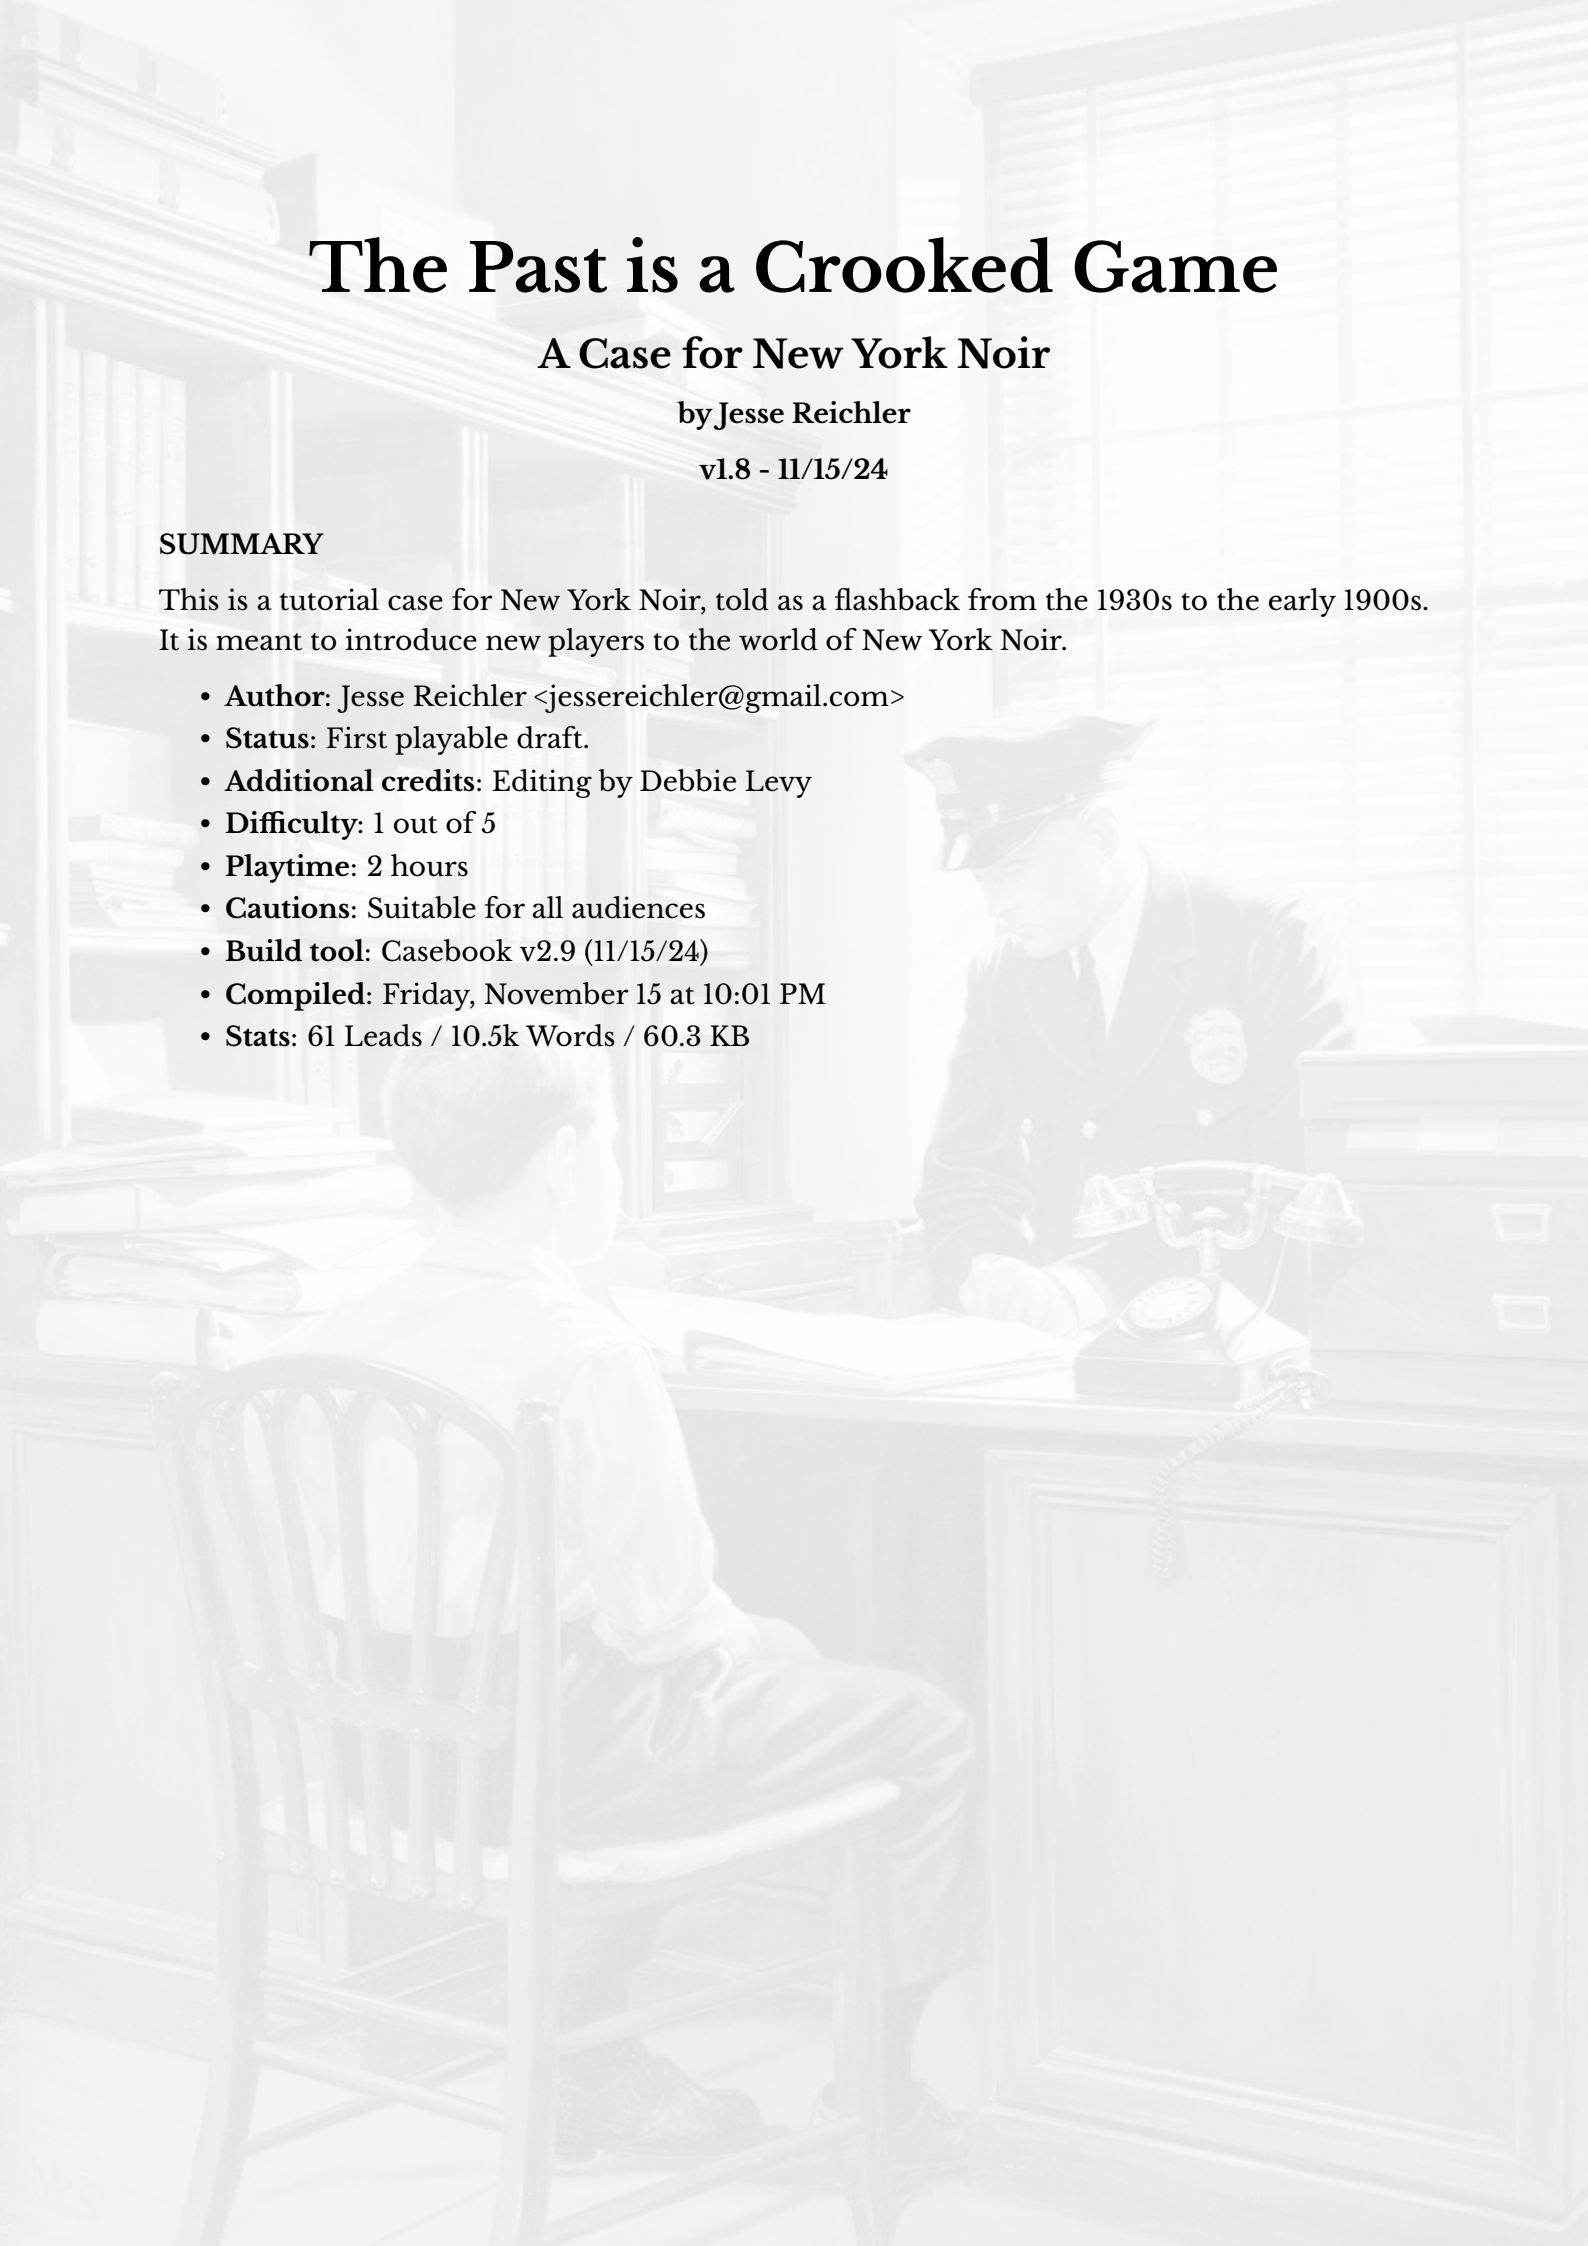 The Past is a Crooked Game
A Case for New York Noir
by Jesse Reichler
v1.8 - 11/15/24
SUMMARY
This is a tutorial case for New York Noir, told as a flashback from the 1930s to the early 1900s.
It is meant to introduce new players to the world of New York Noir.
• Author: Jesse Reichler <jessereichler@gmail.com>
• Status: First playable draft.
• Additional credits: Editing by Debbie Levy
• Difficulty: 1 out of 5
• Playtime: 2 hours
• Cautions: Suitable for all audiences
• Build tool: Casebook v2.9 (11/15/24)
• Compiled: Friday, November 15 at 10:01 PM
• Stats: 61 Leads / 10.5k Words / 60.3 KB